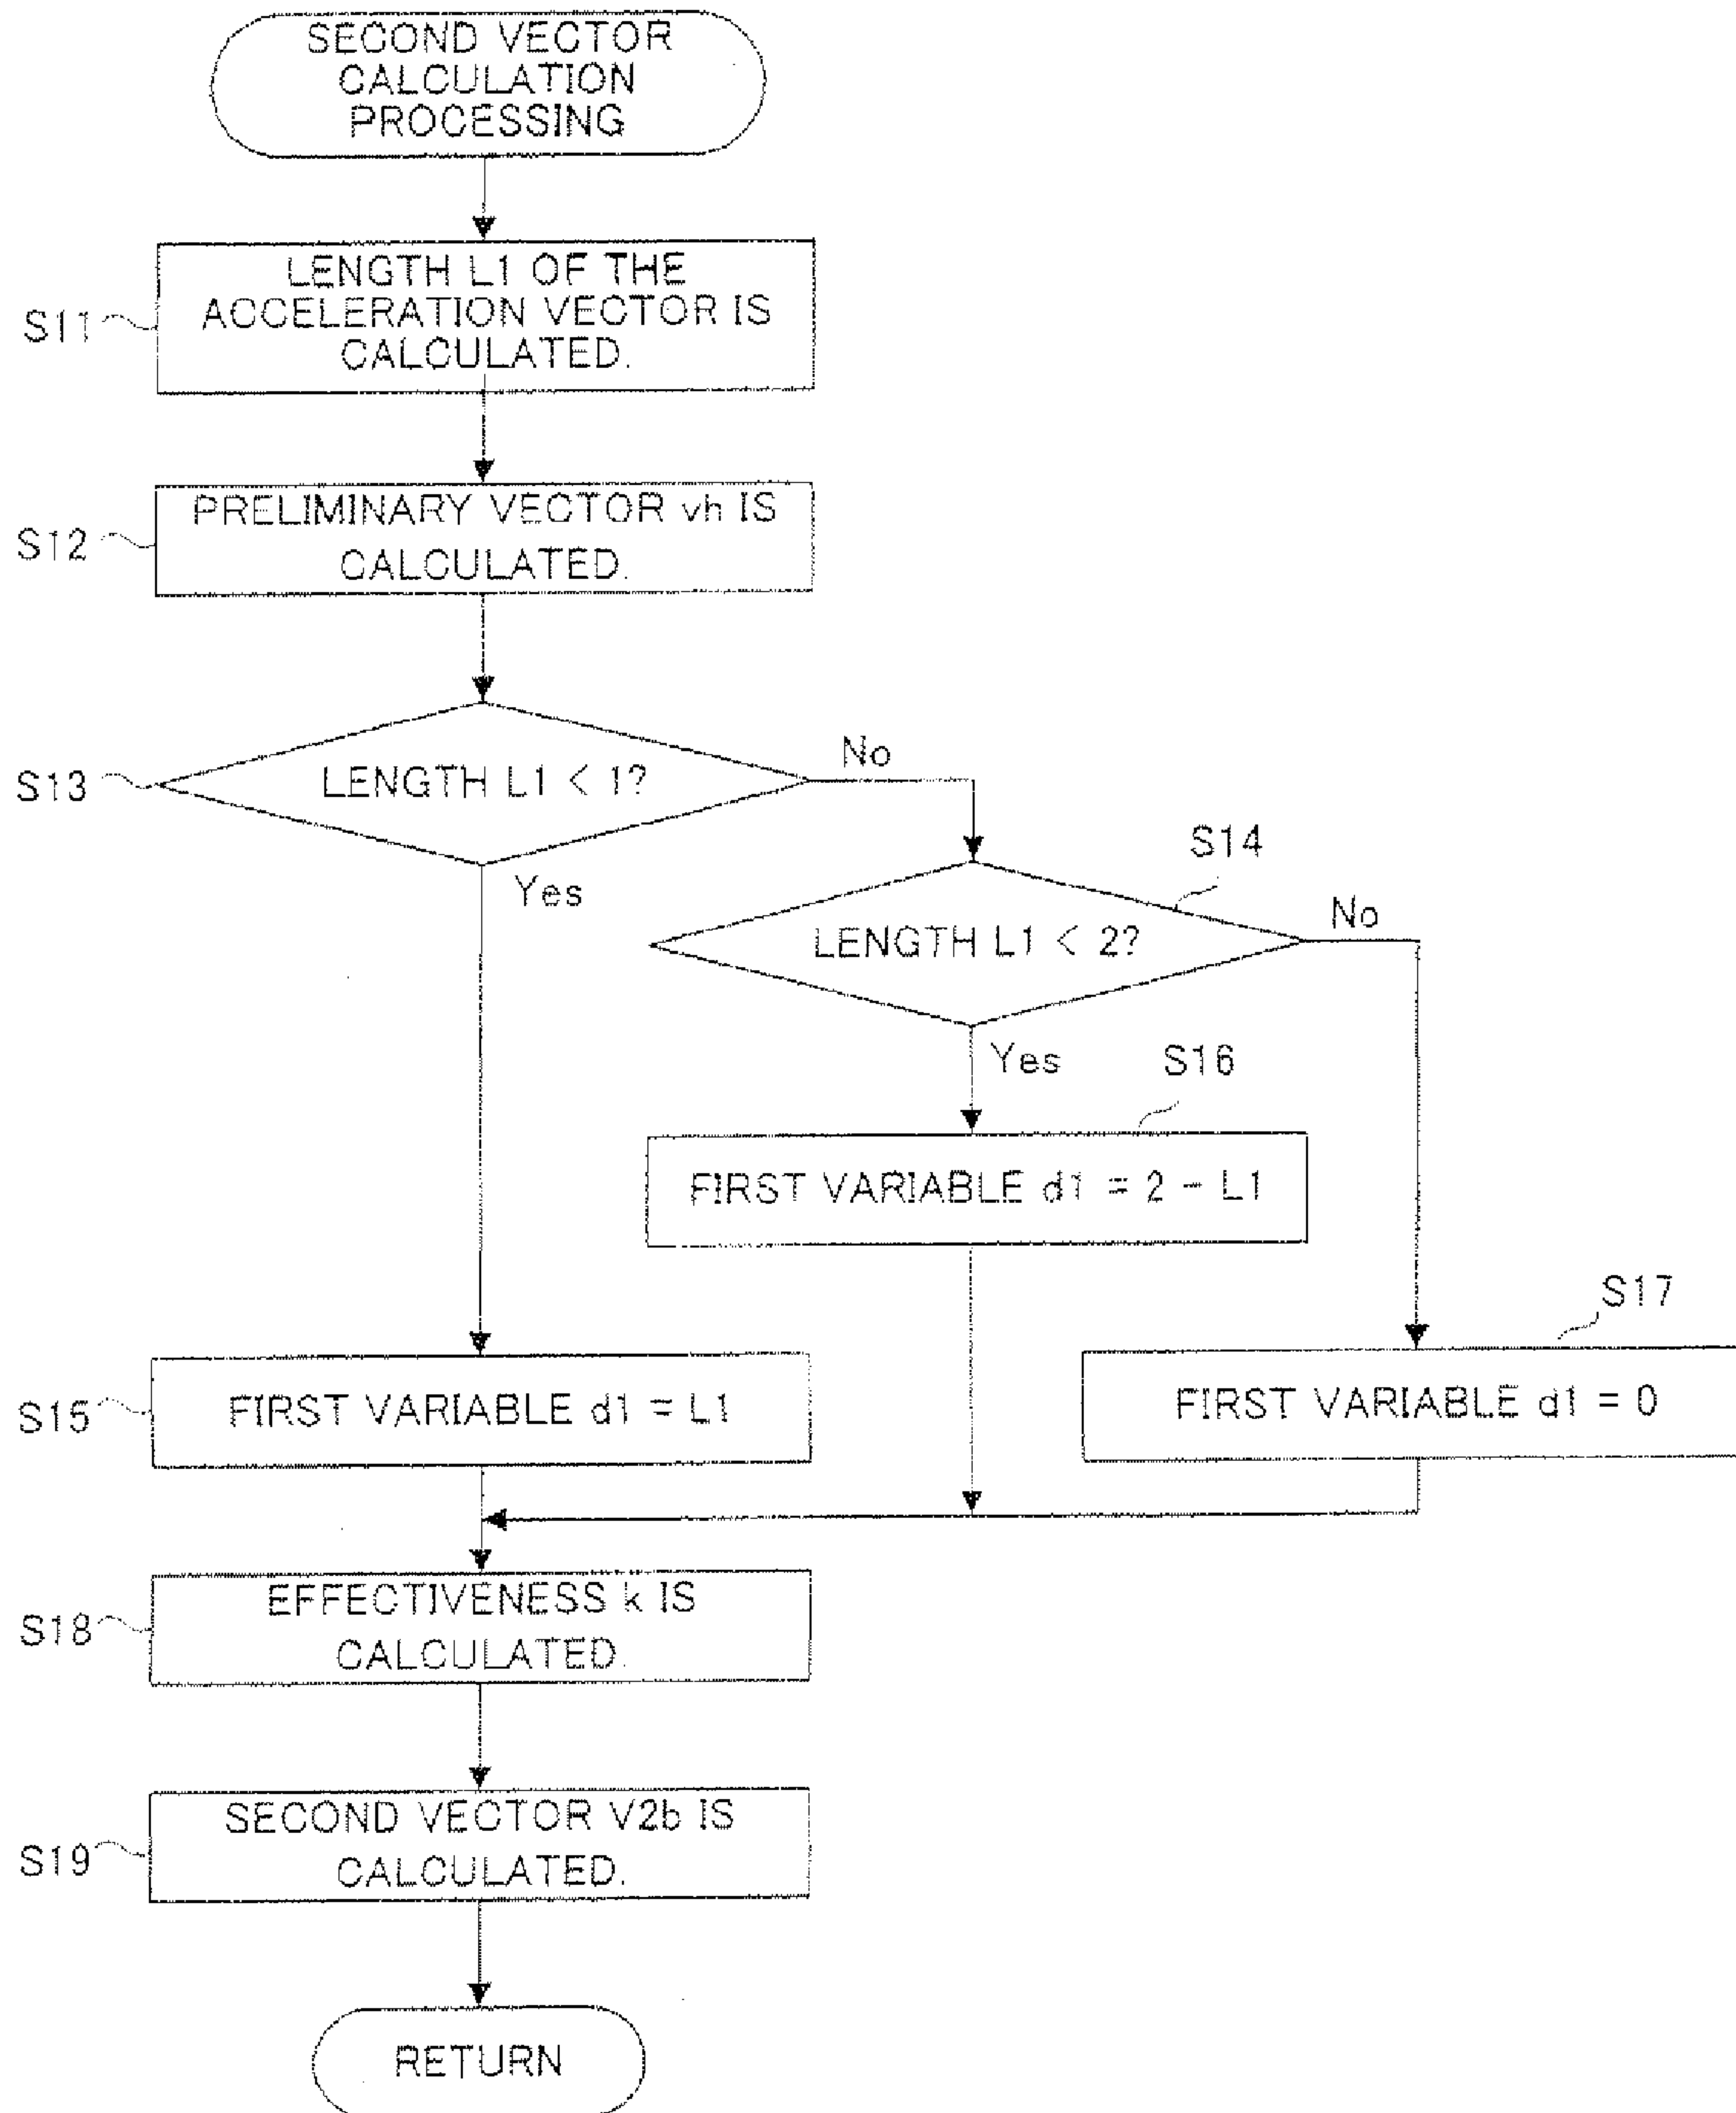 SECOND VECTOR
CALCULATION
PROCESSING
LENGTH L1 OF THE
ACCELERATION VECTOR IS
CALCULATED.
S11
PRELIMINARY VECTOR vh IS
CALCULATED.
S12
LENGTH L1 < 1?
S13
No
Yes
S14
LENGTH L1 < 2?
No
Yes
S16
FIRST VARIABLE d1 = 2 - L1
S17
S15
FIRST VARIABLE d1 = L1
FIRST VARIABLE d1 = 0
EFFECTIVENESS k IS
CALCULATED.
S18
SECOND VECTOR V2b IS
CALCULATED.
S19
RETURN